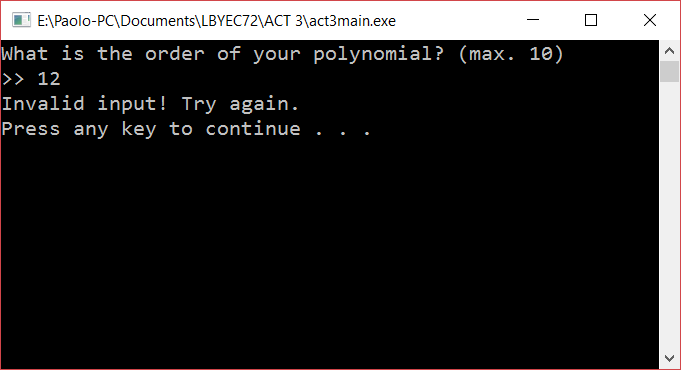 E:\Paolo-PC\Documents\LBYEC72\ACT 3\act3main.exe
What is the order of your polynomial? (max. 10)
>> 12
Invalid input! Try again.
Press any key to continue . . .